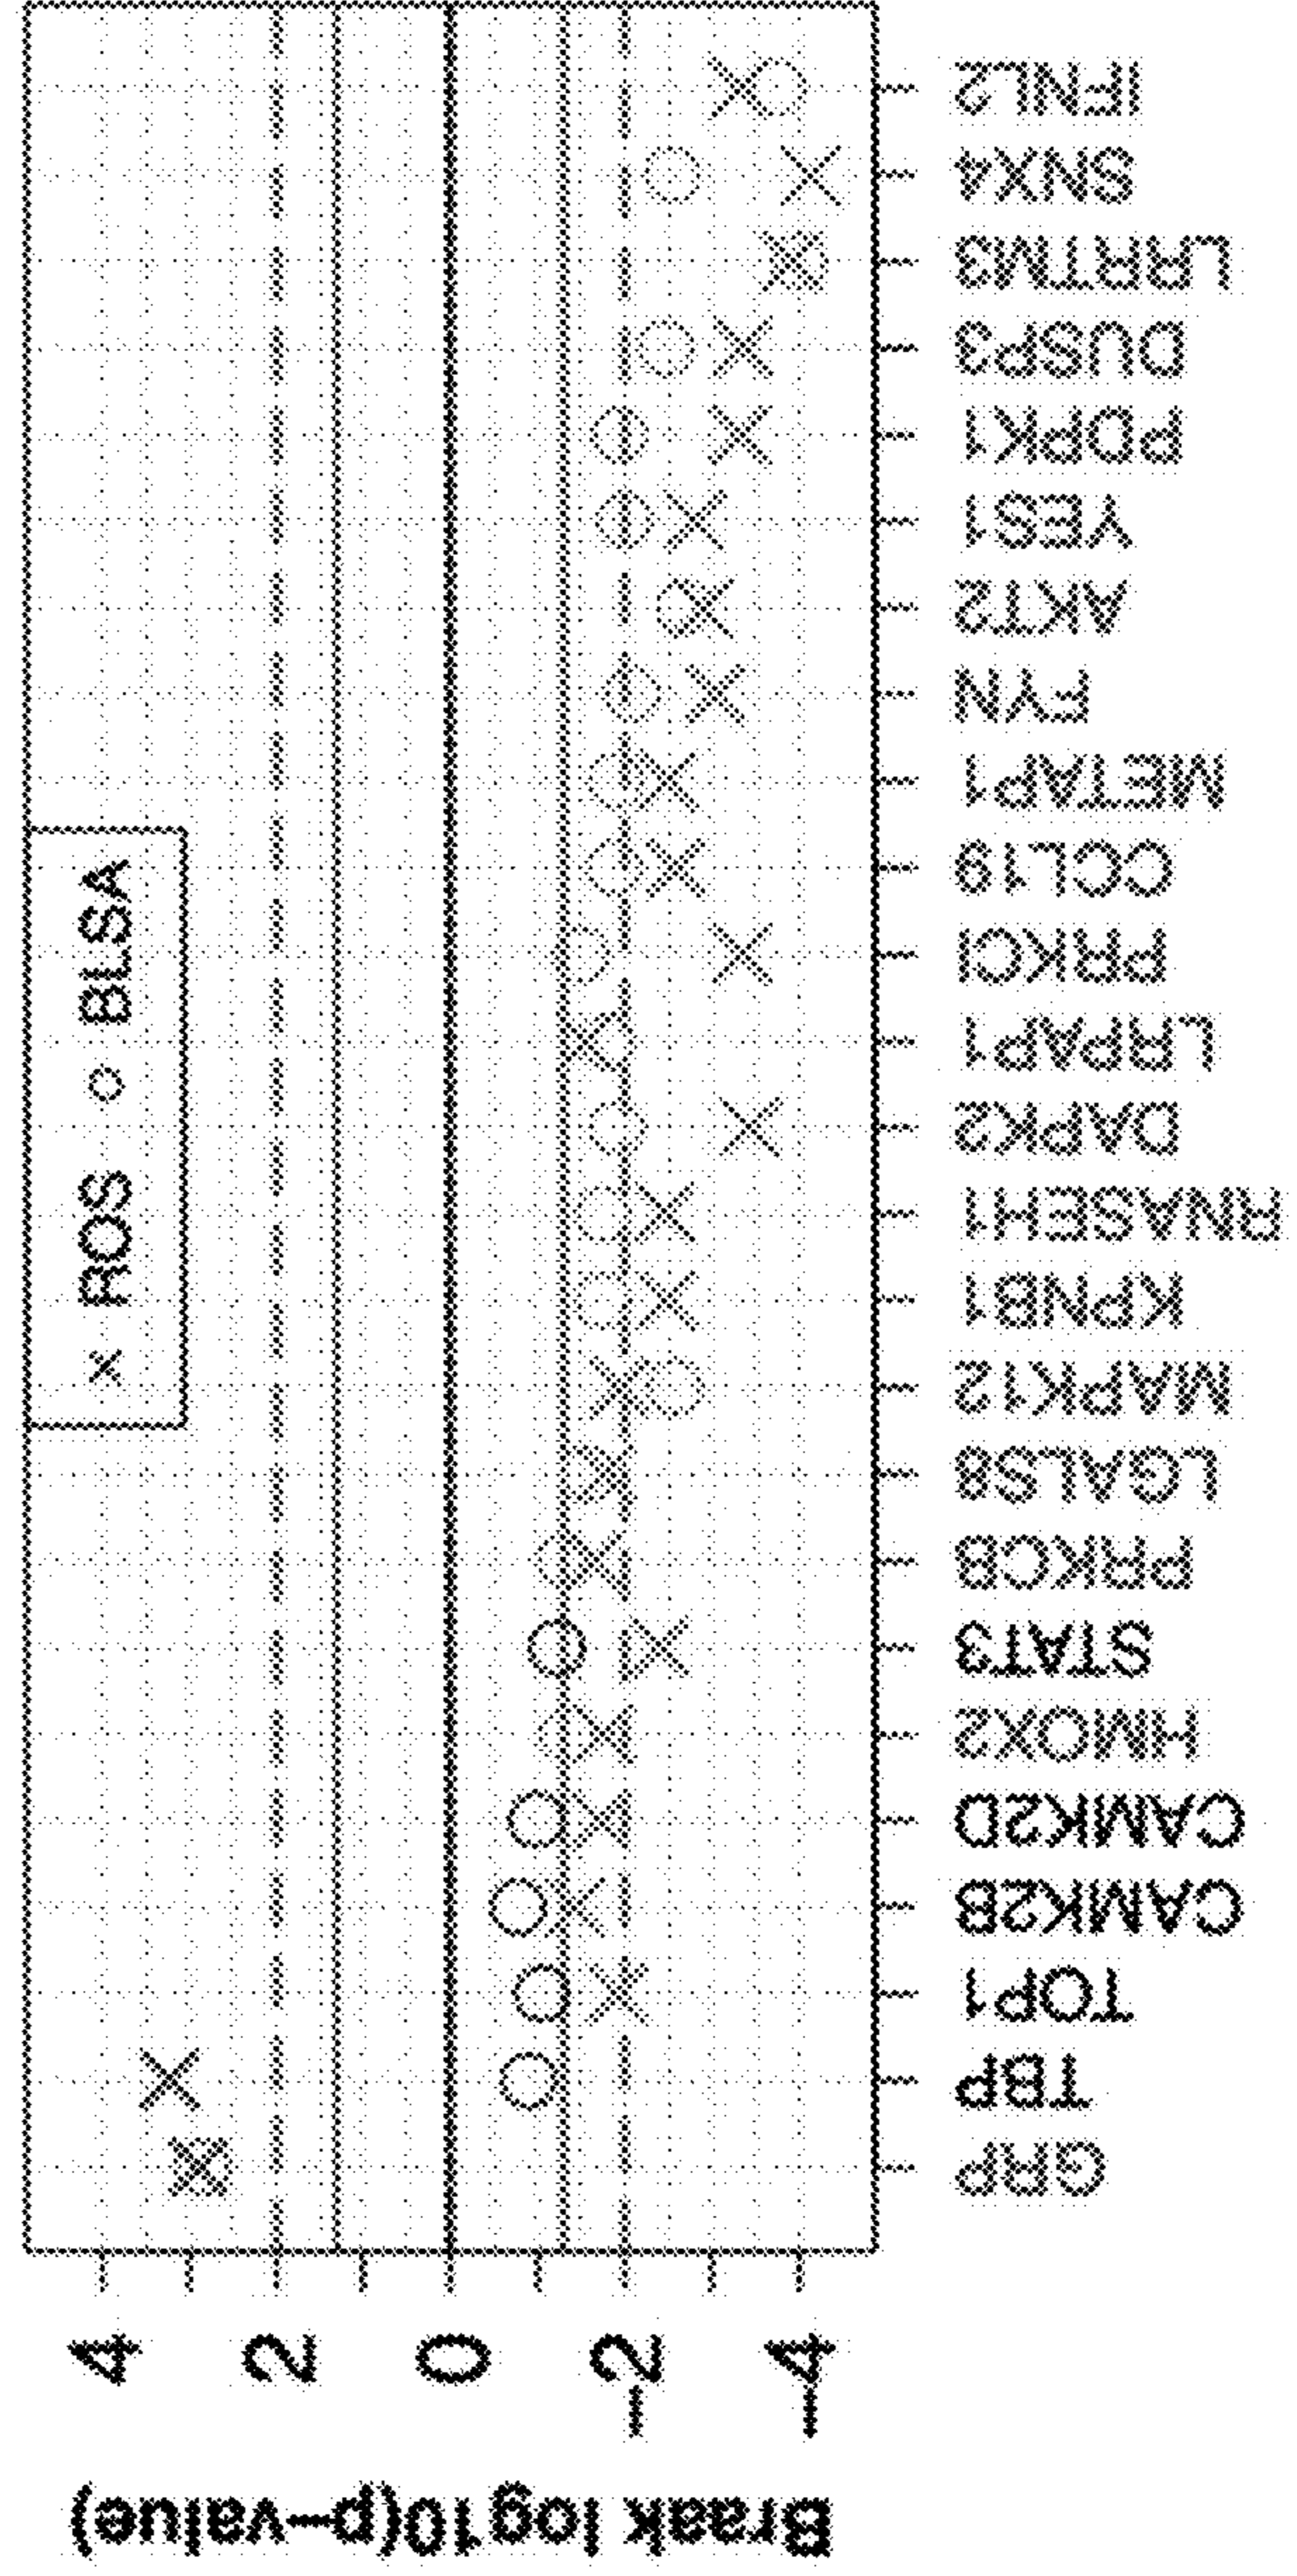 Braak log10(p–value)
4
2
0
–2
–4
× ROS ○ BLSA
GRP
TBP
TOP1
CAMK2B
CAMK2D
HMOX2
STAT3
PRKCB
LGALS8
MAPK12
KPNB1
RNASEH1
DAPK2
LRPAP1
PRKCI
CCL19
METAP1
FYN
AKT2
YES1
PDPK1
DUSP3
LRRTM3
SNX4
IFNL2